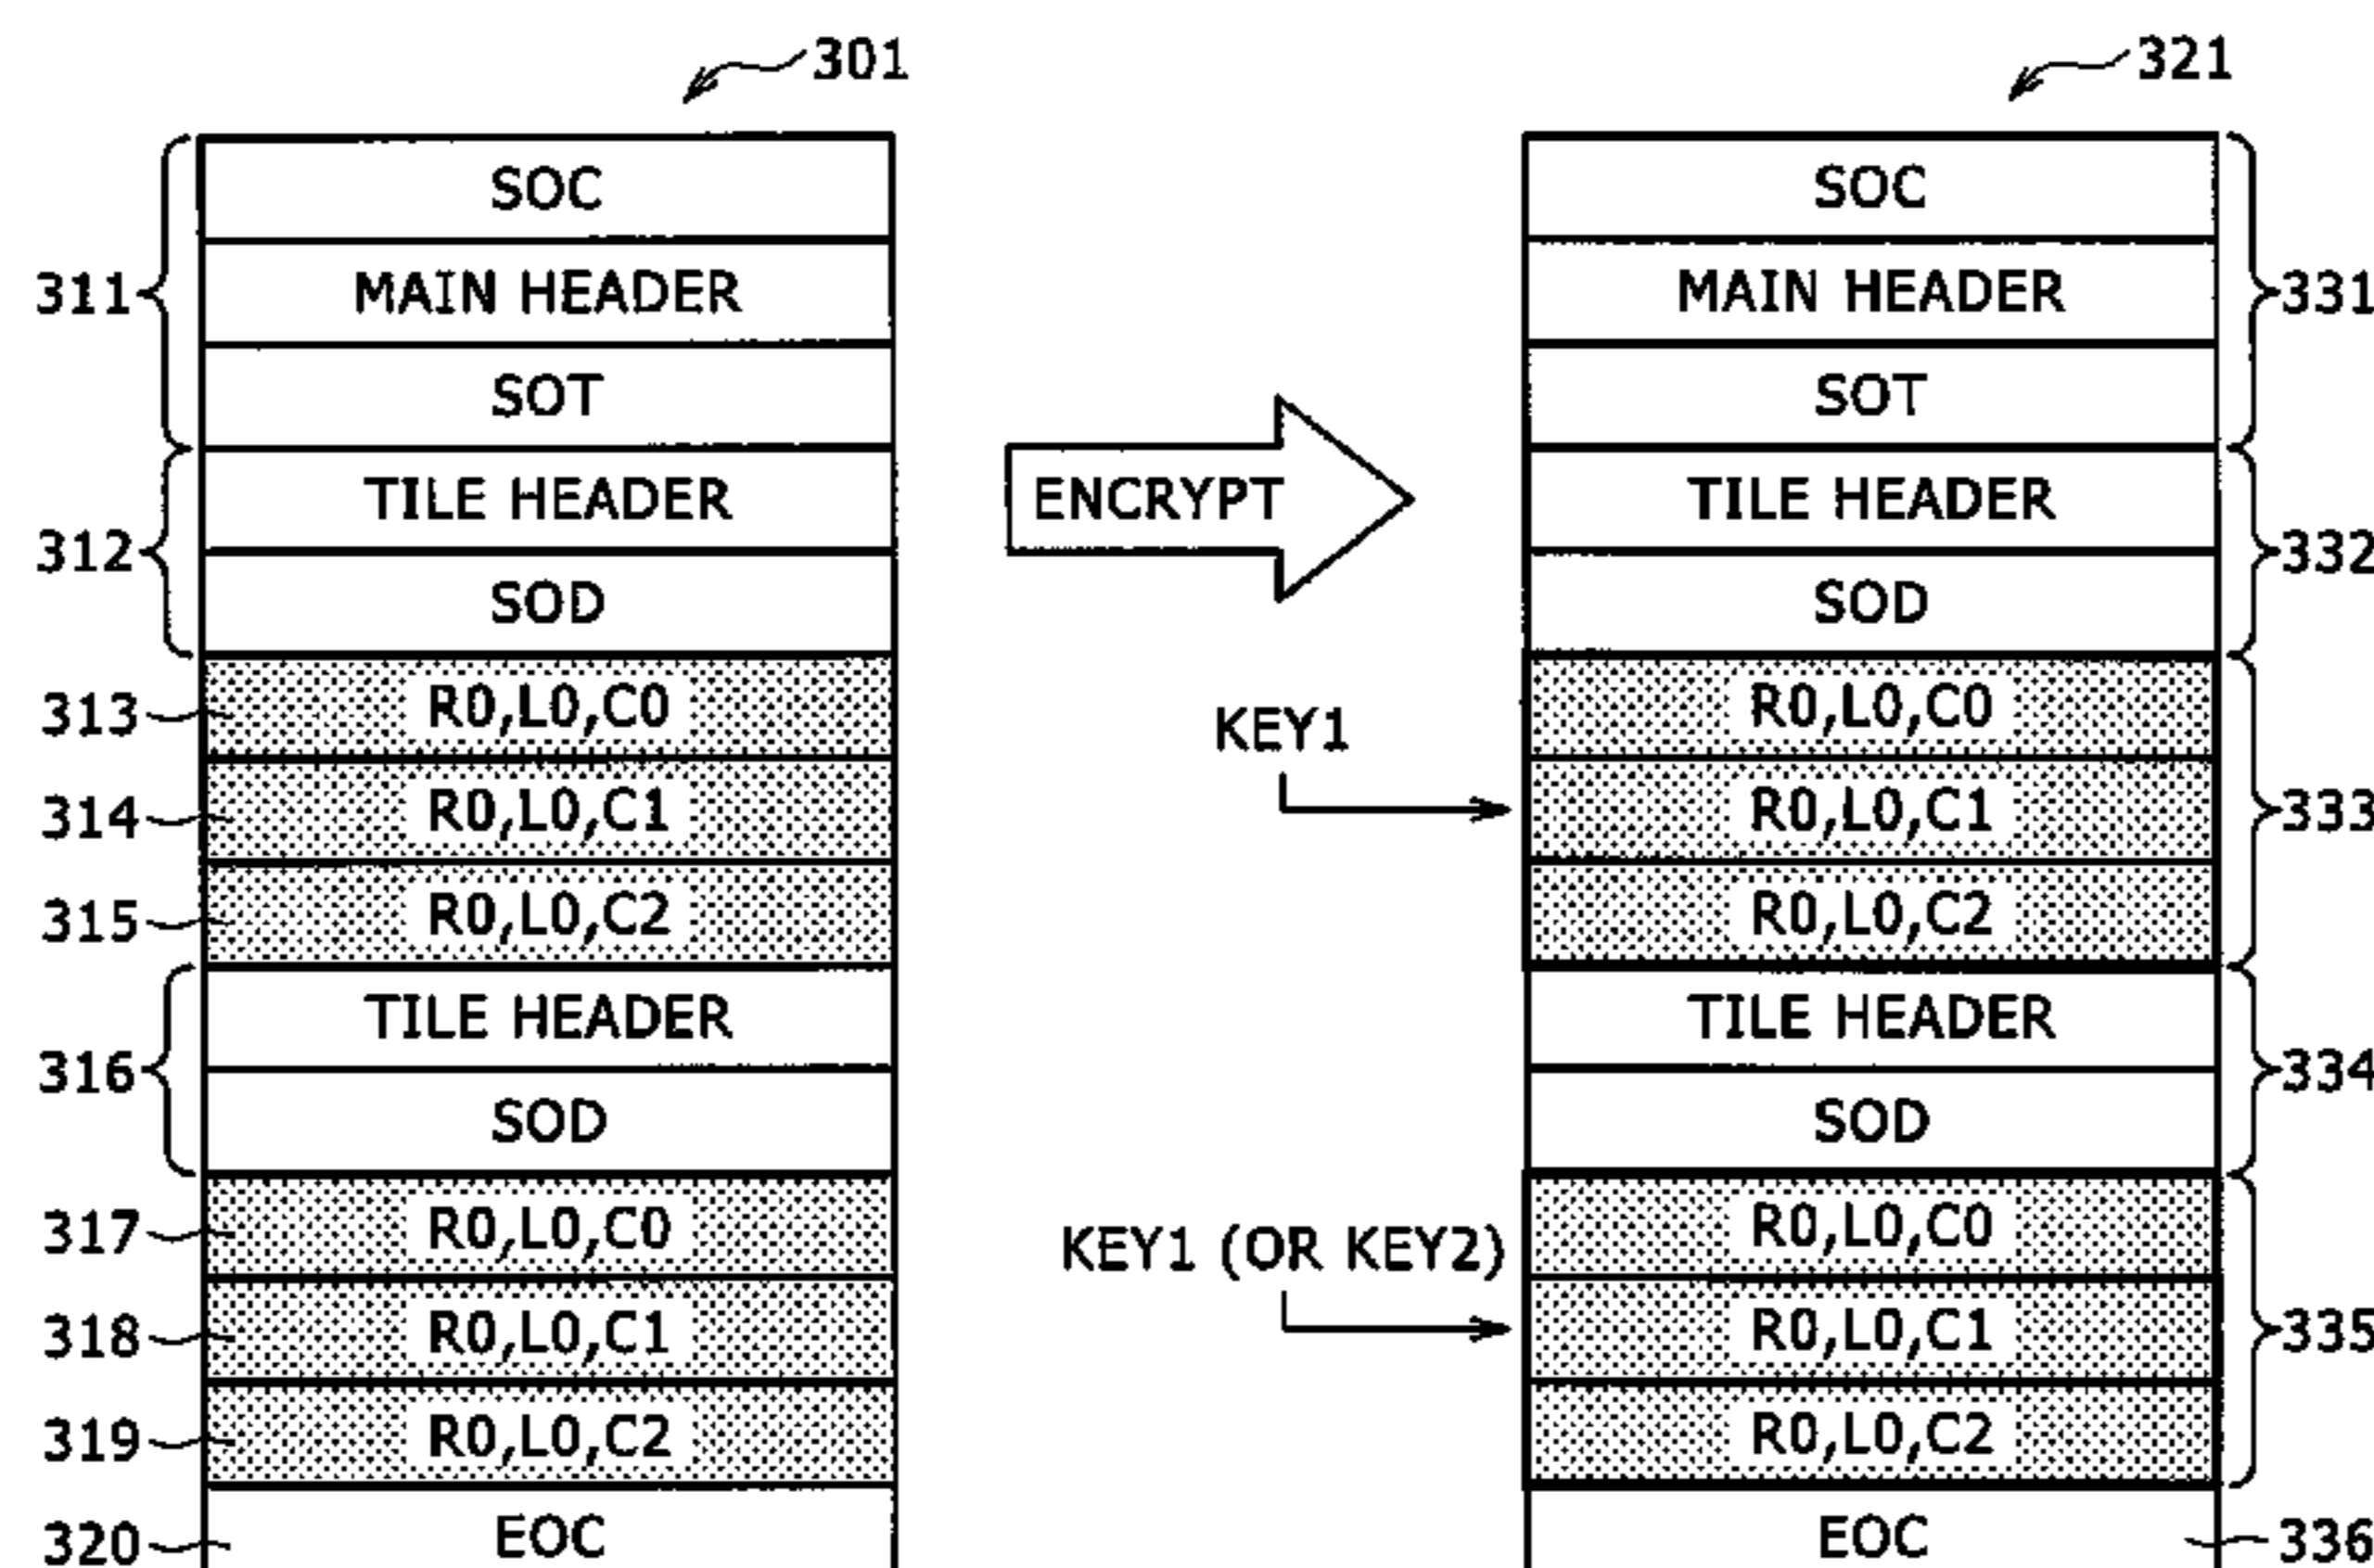 301
321
SOC
MAIN HEADER
SOT
311
TILE HEADER
SOD
312
313 R0,L0,C0
314 R0,L0,C1
315 R0,L0,C2
TILE HEADER
SOD
316
317 R0,L0,C0
318 R0,L0,C1
319 R0,L0,C2
320 EOC
ENCRYPT
KEY1
KEY1 (OR KEY2)
SOC
MAIN HEADER
SOT
331
TILE HEADER
SOD
332
R0,L0,C0
R0,L0,C1
R0,L0,C2
333
TILE HEADER
SOD
334
R0,L0,C0
R0,L0,C1
R0,L0,C2
335
EOC 336